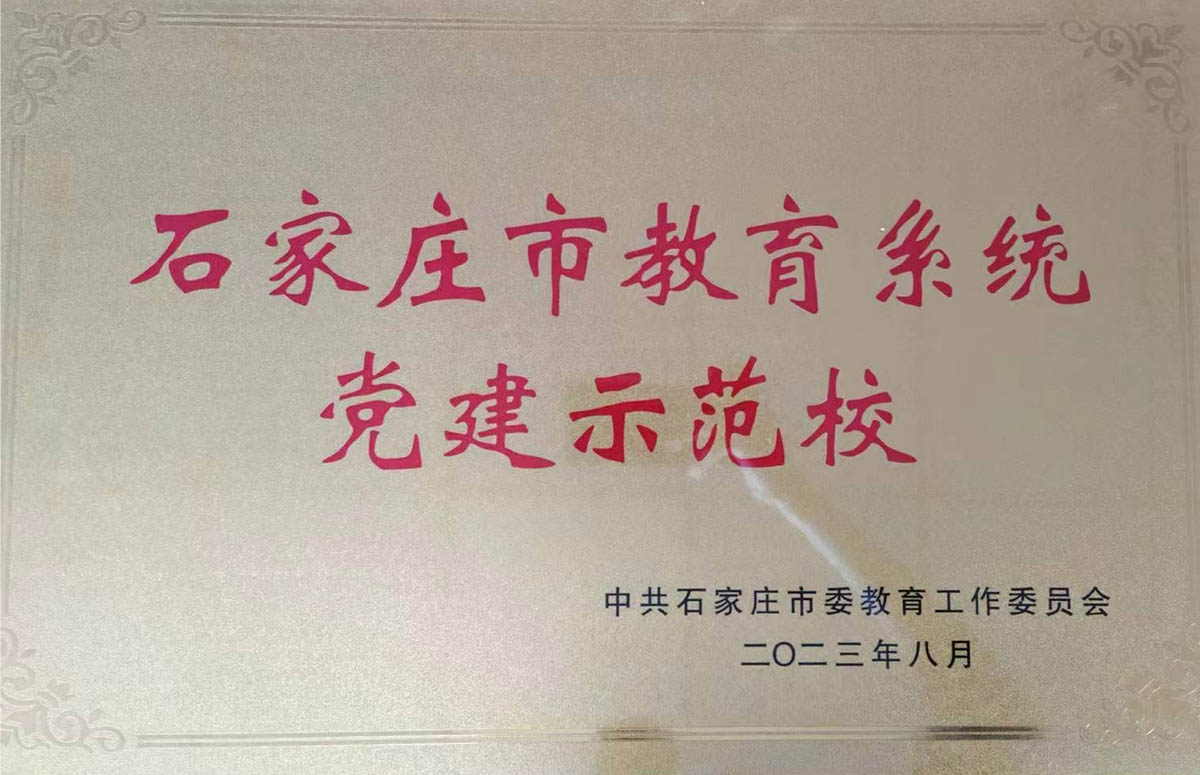 石家庄市教育系统
党建示范校
中共石家庄市委教育工作委员会
二〇二三年八月